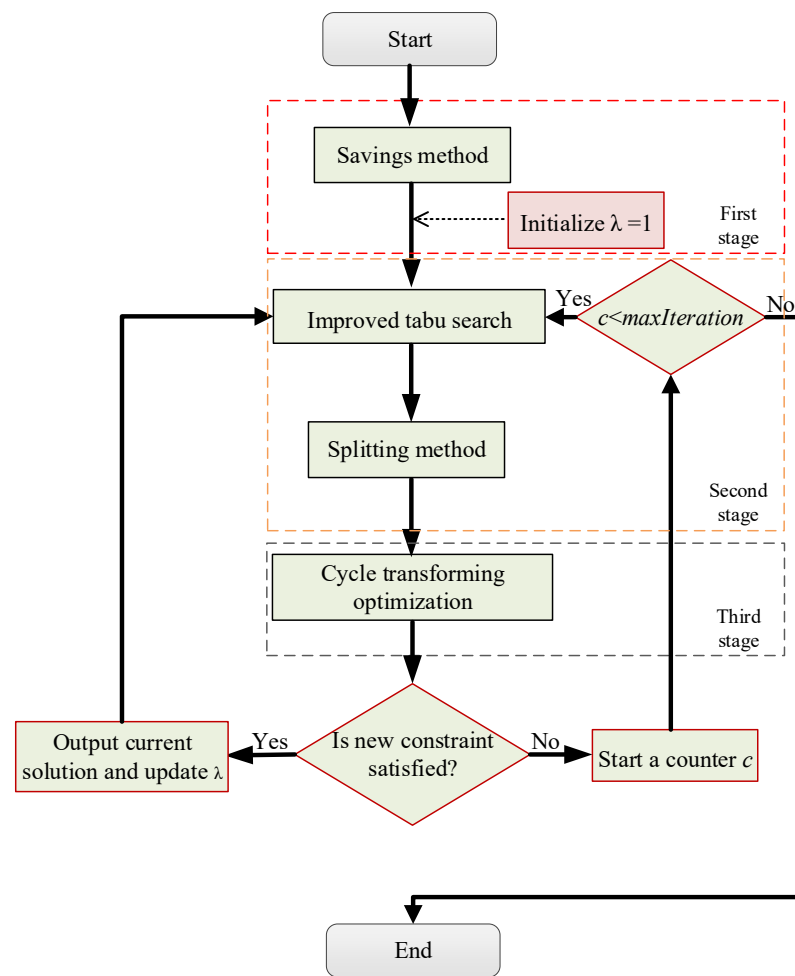 Start
Savings method
Initialize λ =1
First
stage
Yes
c<maxIteration
No
Improved tabu search
Splitting method
Second
stage
Cycle transforming
optimization
Third
stage
Output current
solution and update λ
Yes
Is new constraint
satisfied?
No
Start a counter c
End